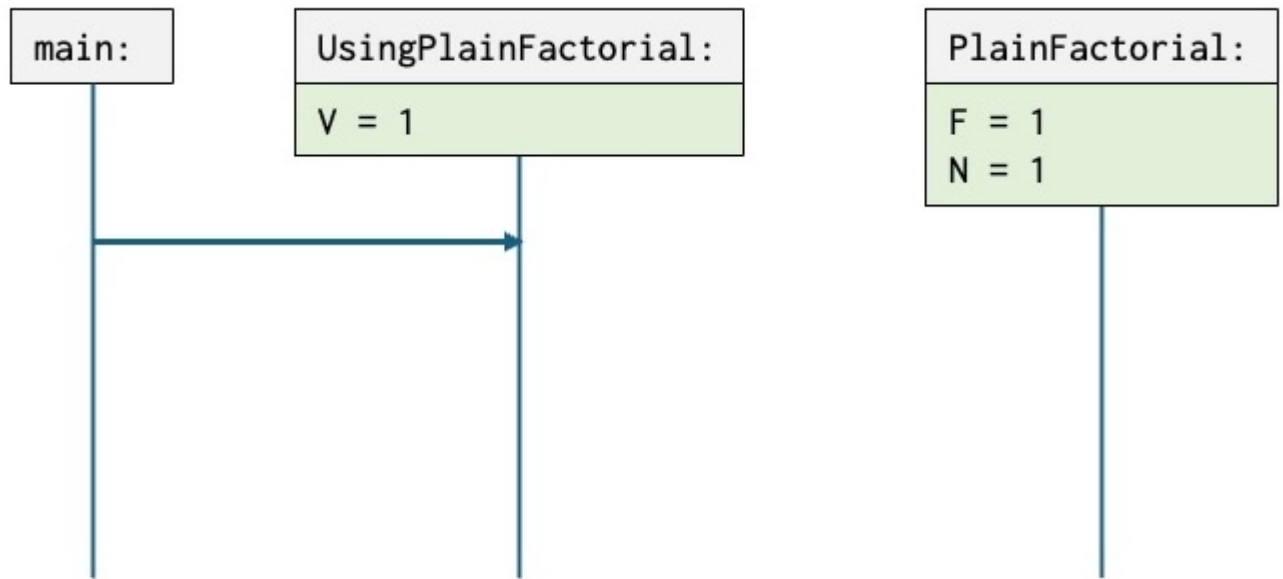 main:
UsingPlainFactorial:
V = 1
PlainFactorial:
F = 1
N = 1